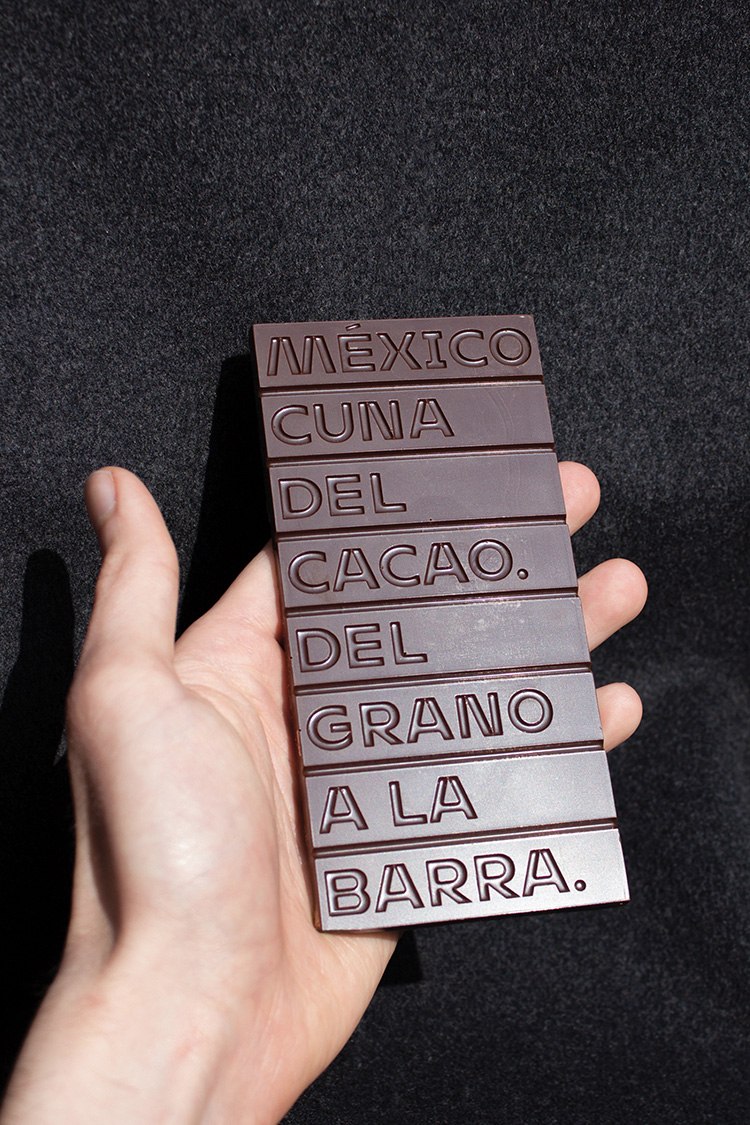 MÉXICO
CUNA
DEL
CACAO.
DEL
GRANO
A LA
BARRA.